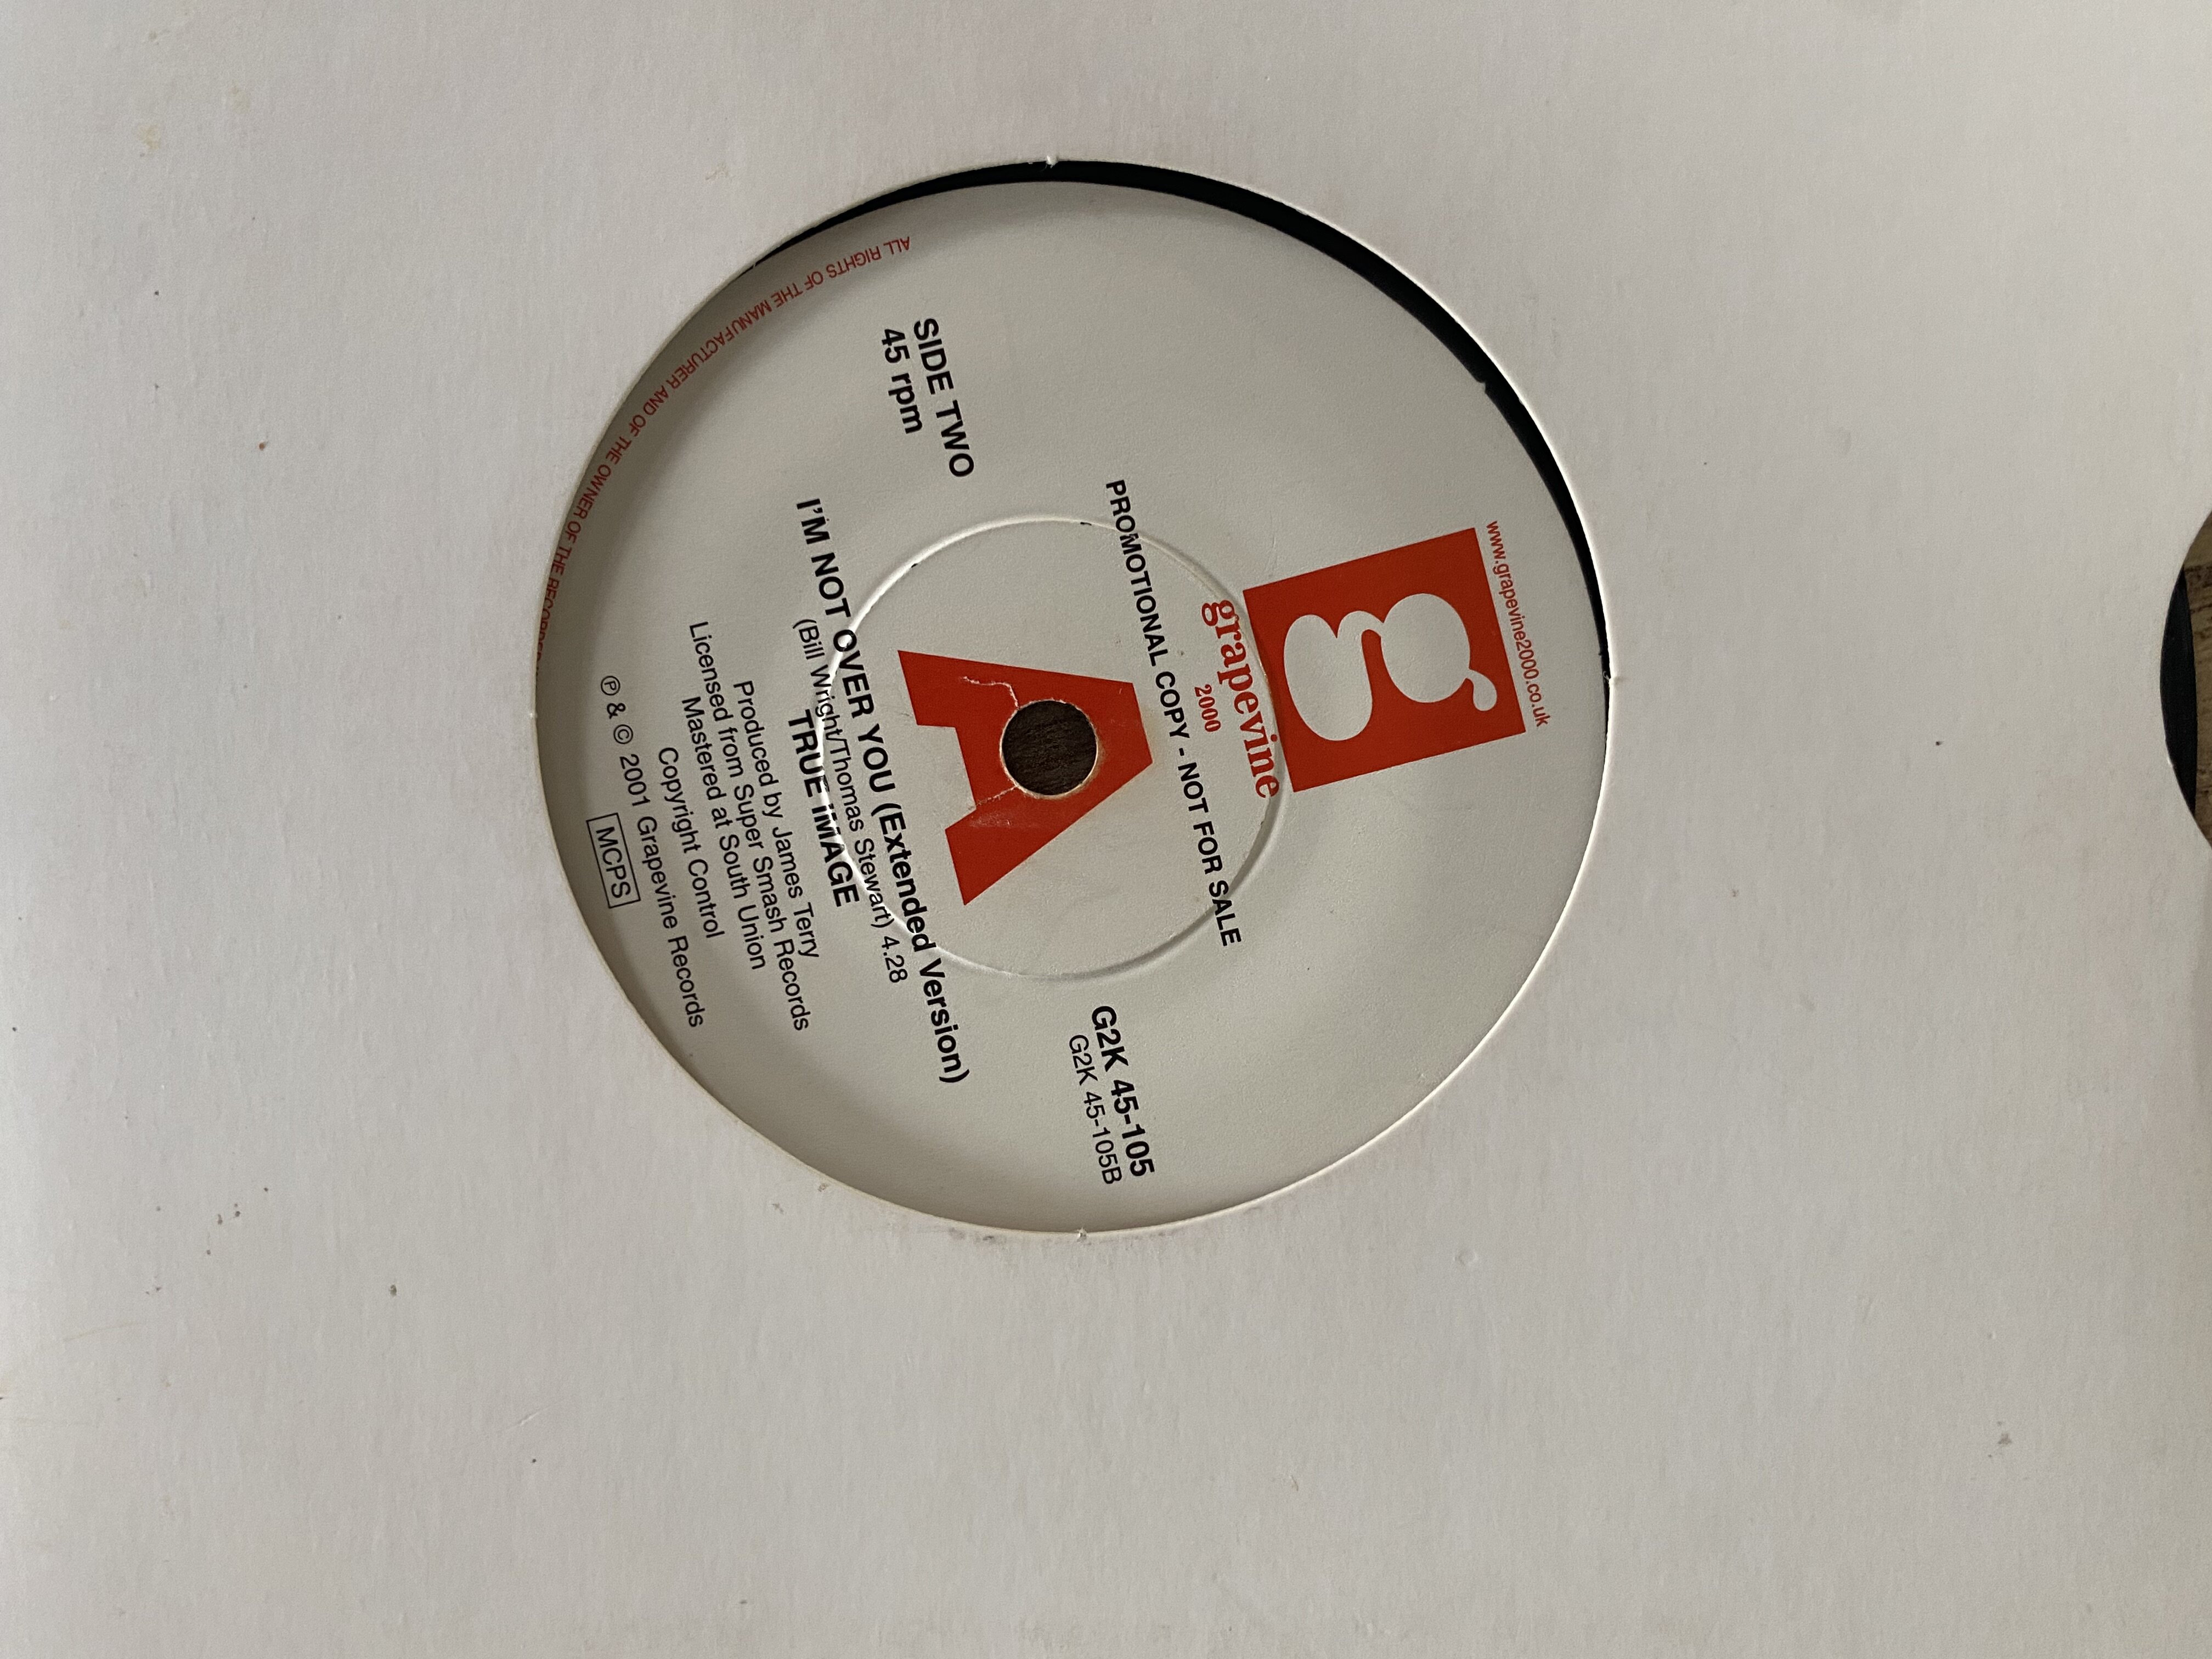 www.grapevine2000.co.uk
g
grapevine
2000
PROMOTIONAL COPY - NOT FOR SALE
SIDE TWO
45 rpm
A
G2K 45-105
G2K 45-105B
I'M NOT OVER YOU (Extended Version)
(Bill Wright/Thomas Stewart) 4.28
TRUE IMAGE
Produced by James Terry
Licensed from Super Smash Records
Mastered at South Union
Copyright Control
℗ & © 2001 Grapevine Records
MCPS
ALL RIGHTS OF THE MANUFACTURER AND OF THE OWNER OF THE